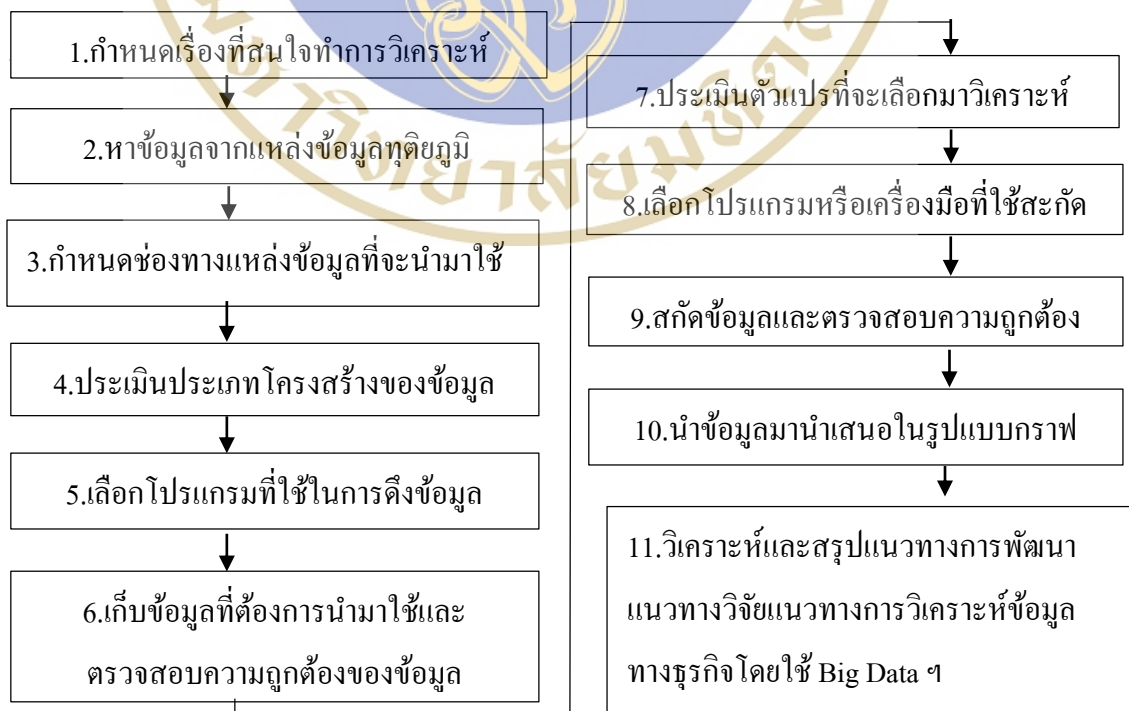 1.กำหนดเรื่องที่สนใจทำการวิเคราะห์
2.หาข้อมูลจากแหล่งข้อมูลทุติยภูมิ
3.กำหนดช่องทางแหล่งข้อมูลที่จะนำมาใช้
4.ประเมินประเภทโครงสร้างของข้อมูล
5.เลือกโปรแกรมที่ใช้ในการดึงข้อมูล
6.เก็บข้อมูลที่ต้องการนำมาใช้และ
ตรวจสอบความถูกต้องของข้อมูล
7.ประเมินตัวแปรที่จะเลือกมาวิเคราะห์
8.เลือกโปรแกรมหรือเครื่องมือที่ใช้สะกัด
9.สกัดข้อมูลและตรวจสอบความถูกต้อง
10.นำข้อมูลมานำเสนอในรูปแบบกราฟ
11.วิเคราะห์และสรุปแนวทางการพัฒนา
แนวทางวิจัยแนวทางการวิเคราะห์ข้อมูล
ทางธุรกิจโดยใช้ Big Data ฯ
มหาวิทยาลัยมหิดล